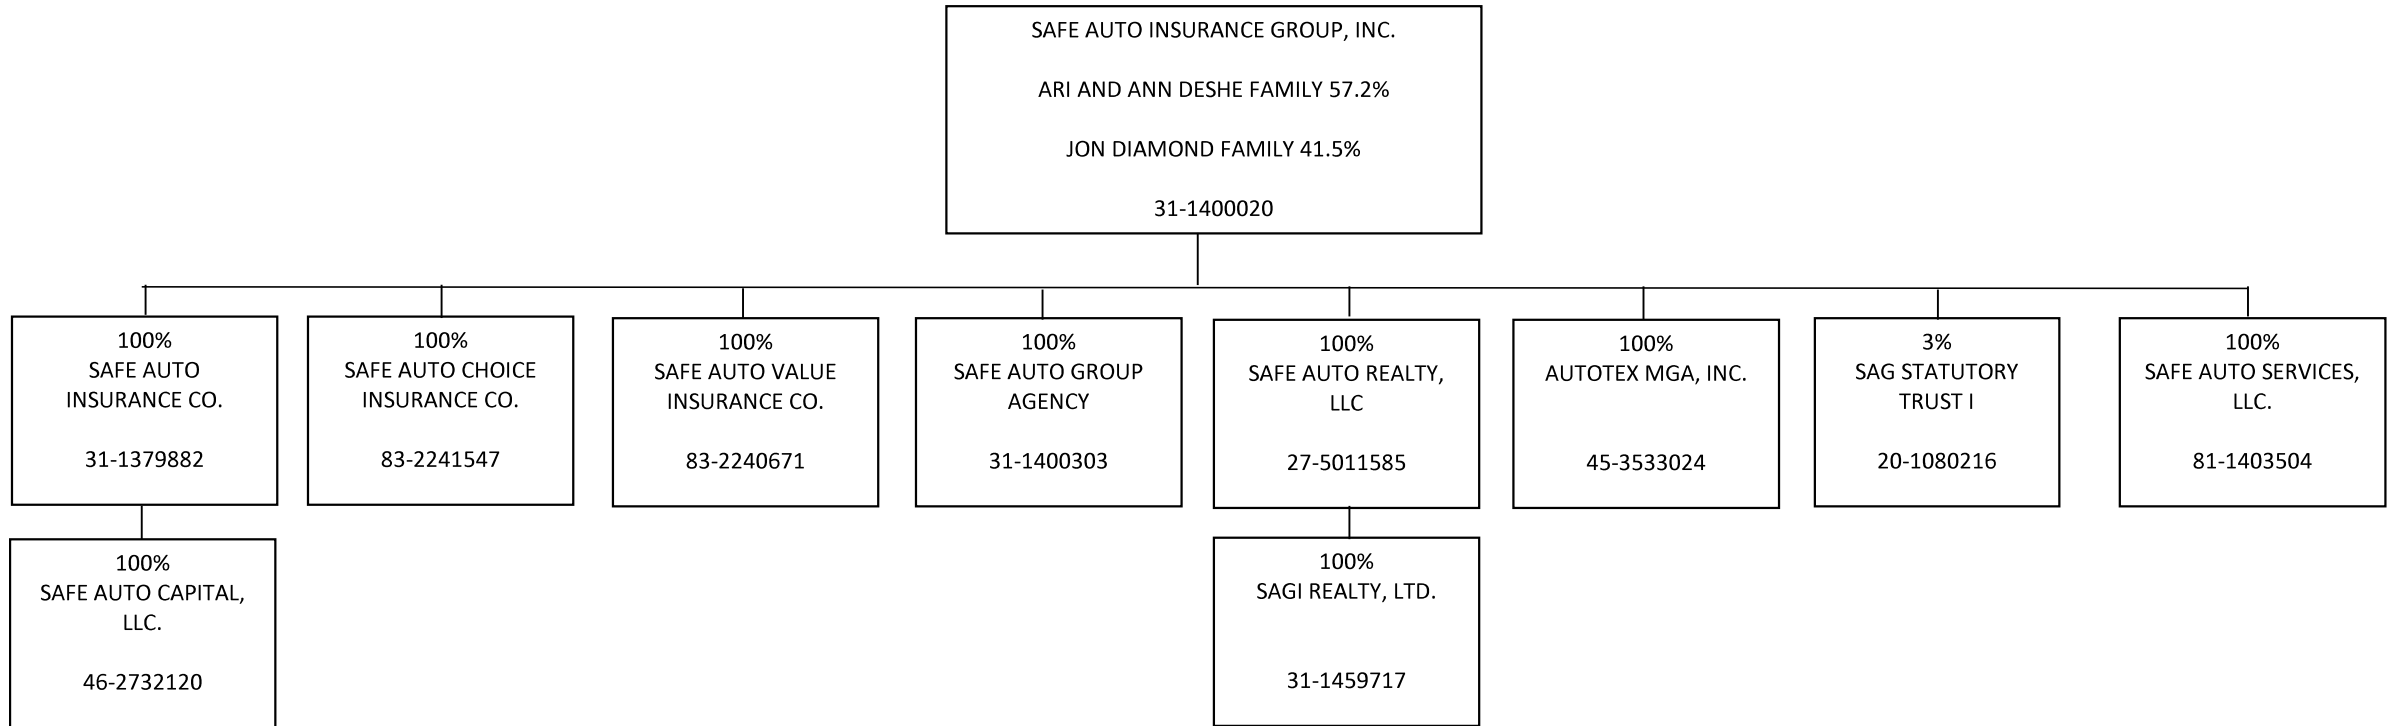 SAFE AUTO INSURANCE GROUP, INC.
ARI AND ANN DESHE FAMILY 57.2%
JON DIAMOND FAMILY 41.5%
31-1400020
100%
SAFE AUTO
INSURANCE CO.
31-1379882
100%
SAFE AUTO CHOICE
INSURANCE CO.
83-2241547
100%
SAFE AUTO VALUE
INSURANCE CO.
83-2240671
100%
SAFE AUTO GROUP
AGENCY
31-1400303
100%
SAFE AUTO REALTY,
LLC
27-5011585
100%
AUTOTEX MGA, INC.
45-3533024
3%
SAG STATUTORY
TRUST I
20-1080216
100%
SAFE AUTO SERVICES,
LLC.
81-1403504
100%
SAFE AUTO CAPITAL,
LLC.
46-2732120
100%
SAGI REALTY, LTD.
31-1459717